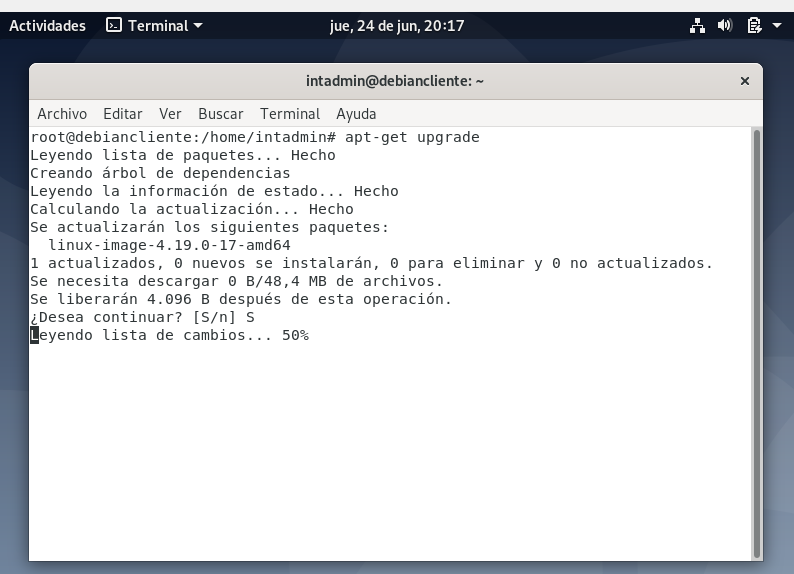 Actividades Terminal jue, 24 de jun, 20:17
intadmin@debiancliente: ~ ×
Archivo Editar Ver Buscar Terminal Ayuda
root@debiancliente:/home/intadmin# apt-get upgrade
Leyendo lista de paquetes... Hecho
Creando árbol de dependencias
Leyendo la información de estado... Hecho
Calculando la actualización... Hecho
Se actualizarán los siguientes paquetes:
  linux-image-4.19.0-17-amd64
1 actualizados, 0 nuevos se instalarán, 0 para eliminar y 0 no actualizados.
Se necesita descargar 0 B/48,4 MB de archivos.
Se liberarán 4.096 B después de esta operación.
¿Desea continuar? [S/n] S
Leyendo lista de cambios... 50%